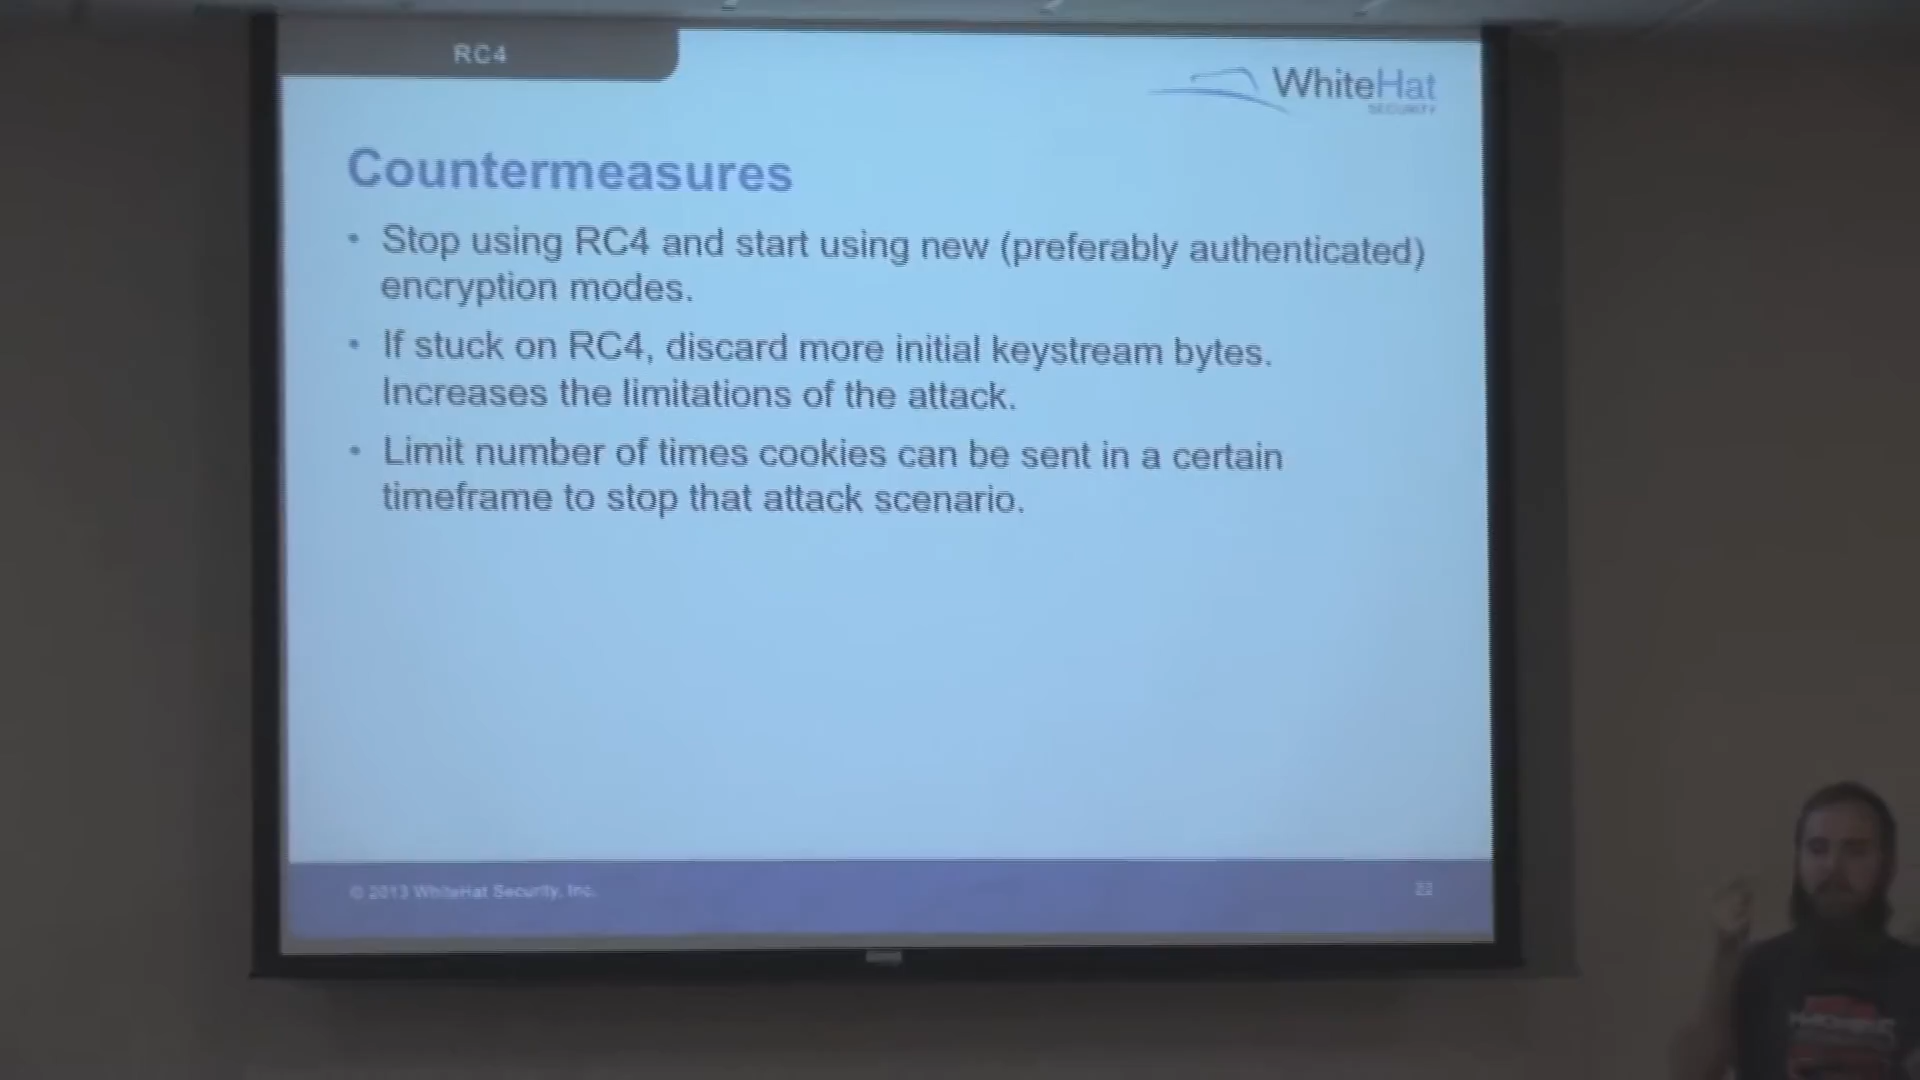 RC4
WhiteHat
SECURITY
Countermeasures
• Stop using RC4 and start using new (preferably authenticated)
encryption modes.
• If stuck on RC4, discard more initial keystream bytes.
Increases the limitations of the attack.
• Limit number of times cookies can be sent in a certain
timeframe to stop that attack scenario.
© 2013 WhiteHat Security, Inc.
22